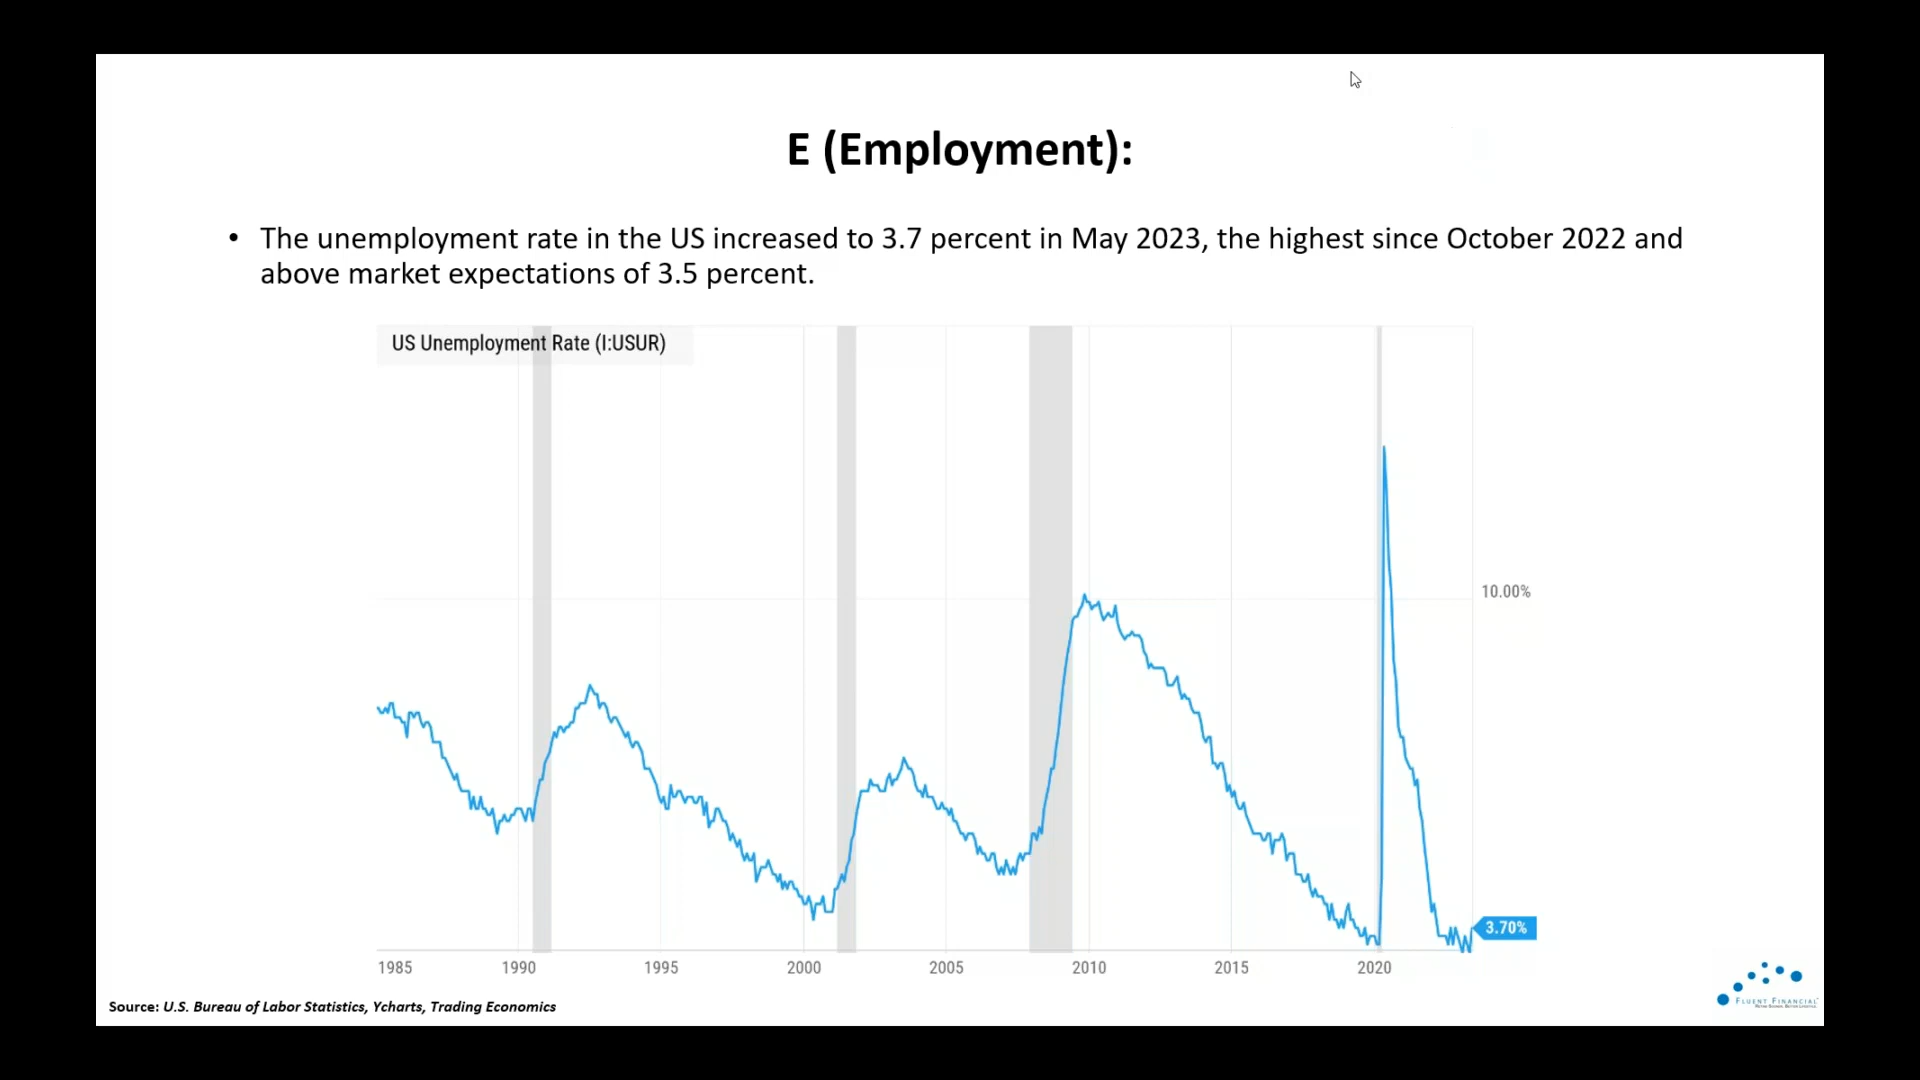 E (Employment):
• The unemployment rate in the US increased to 3.7 percent in May 2023, the highest since October 2022 and
above market expectations of 3.5 percent.
US Unemployment Rate (I:USUR)
10.00%
3.70%
1985 1990 1995 2000 2005 2010 2015 2020
FLUENT FINANCIAL
Source: U.S. Bureau of Labor Statistics, Ycharts, Trading Economics